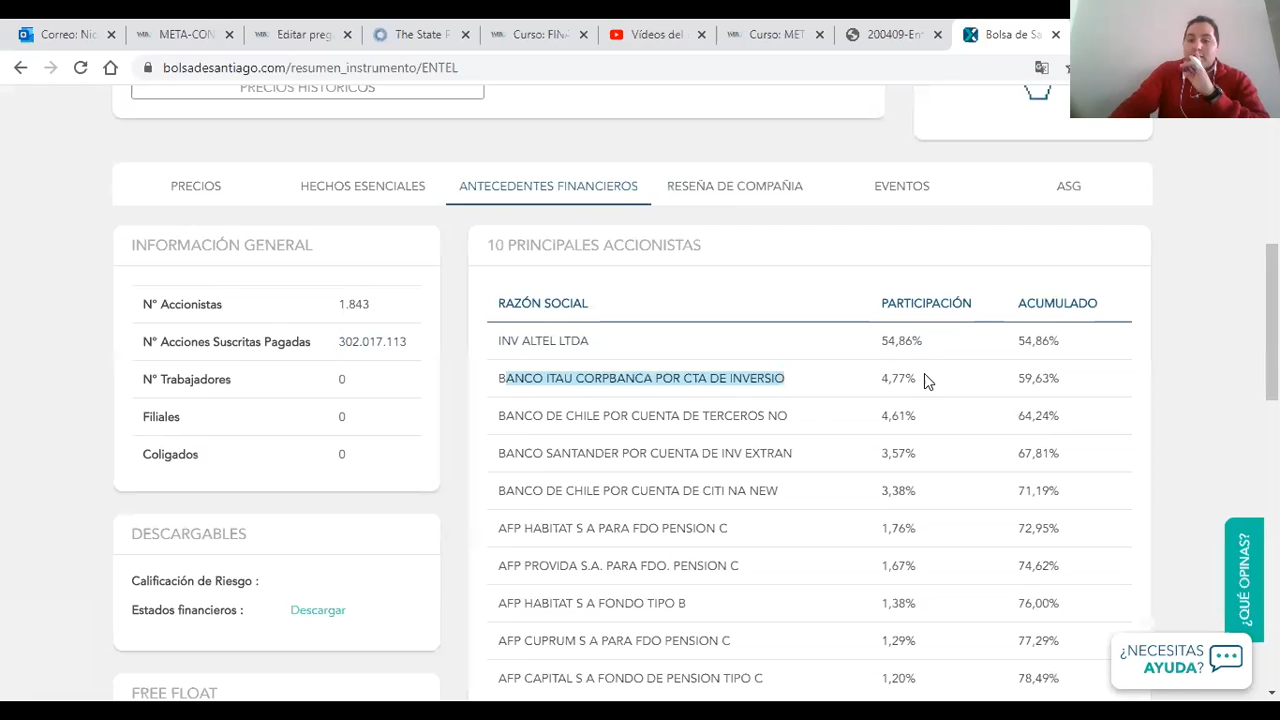 Correo: Nic
META-CON
Editar preg
The State F
Curso: FINA
Vídeos del
Curso: MET
200409-En
Bolsa de Sa
bolsadesantiago.com/resumen_instrumento/ENTEL
PRECIOS HISTÓRICOS
PRECIOS
HECHOS ESENCIALES
ANTECEDENTES FINANCIEROS
RESEÑA DE COMPAÑIA
EVENTOS
ASG
INFORMACIÓN GENERAL
Nº Accionistas 1.843
Nº Acciones Suscritas Pagadas 302.017.113
Nº Trabajadores 0
Filiales 0
Coligados 0
DESCARGABLES
Calificación de Riesgo :
Estados financieros : Descargar
FREE FLOAT
10 PRINCIPALES ACCIONISTAS
RAZÓN SOCIAL PARTICIPACIÓN ACUMULADO
INV ALTEL LTDA 54,86% 54,86%
BANCO ITAU CORPBANCA POR CTA DE INVERSIO 4,77% 59,63%
BANCO DE CHILE POR CUENTA DE TERCEROS NO 4,61% 64,24%
BANCO SANTANDER POR CUENTA DE INV EXTRAN 3,57% 67,81%
BANCO DE CHILE POR CUENTA DE CITI NA NEW 3,38% 71,19%
AFP HABITAT S A PARA FDO PENSION C 1,76% 72,95%
AFP PROVIDA S.A. PARA FDO. PENSION C 1,67% 74,62%
AFP HABITAT S A FONDO TIPO B 1,38% 76,00%
AFP CUPRUM S A PARA FDO PENSION C 1,29% 77,29%
AFP CAPITAL S A FONDO DE PENSION TIPO C 1,20% 78,49%
¿QUÉ OPINAS?
¿NECESITAS
AYUDA?